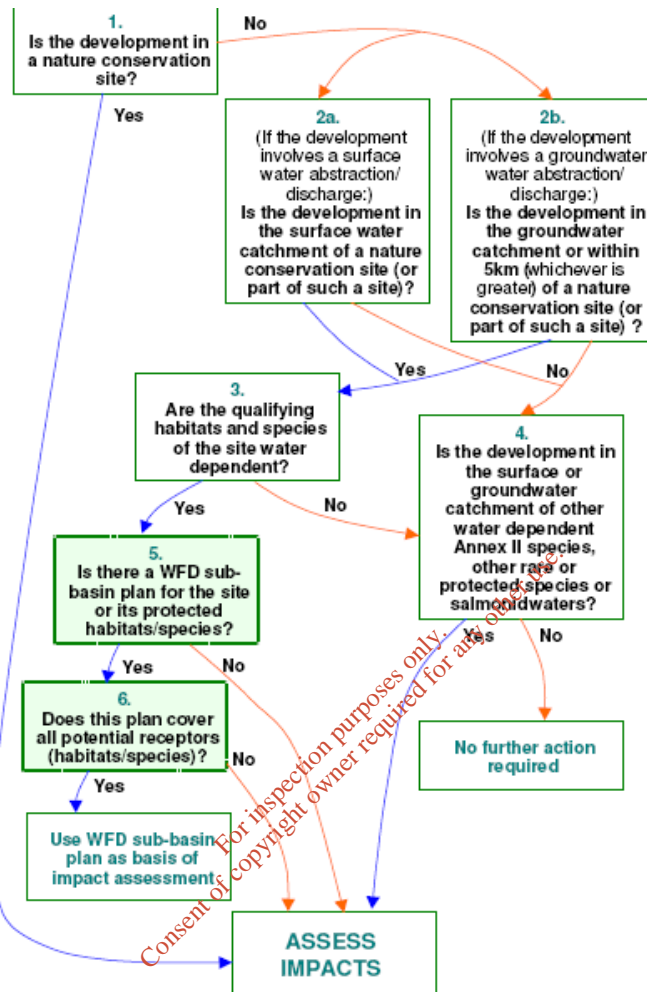 1.
Is the development in
a nature conservation
site?
No
Yes
2a.
(If the development
involves a surface
water abstraction/
discharge:)
Is the development in
the surface water
catchment of a nature
conservation site (or
part of such a site)?
2b.
(If the development
involves a groundwater
water abstraction/
discharge:)
Is the development in
the groundwater
catchment or within
5km (whichever is
greater) of a nature
conservation site (or
part of such a site) ?
Yes
No
3.
Are the qualifying
habitats and species
of the site water
dependent?
Yes
No
4.
Is the development in
the surface or
groundwater
catchment of other
water dependent
Annex II species,
other rare or
protected species or
salmonidwaters?
Yes
No
5.
Is there a WFD sub-
basin plan for the site
or its protected
habitats/species?
Yes
No
6.
Does this plan cover
all potential receptors
(habitats/species)?
No
Yes
No further action
required
Use WFD sub-basin
plan as basis of
impact assessment
ASSESS
IMPACTS
For inspection purposes only.
Consent of copyright owner required for any other use.